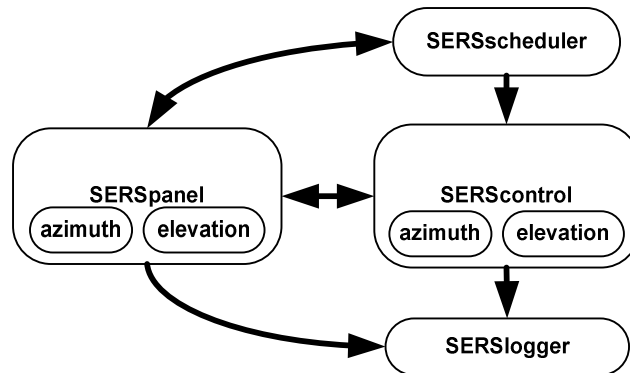 SERSscheduler
SERSpanel
azimuth
elevation
SERScontrol
azimuth
elevation
SERSlogger